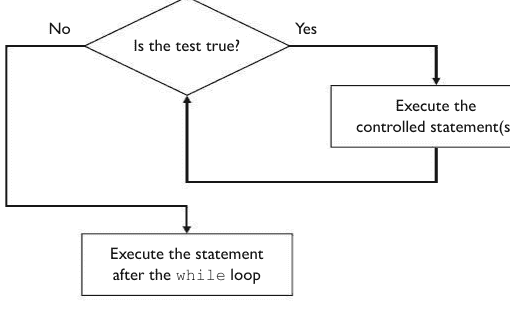 No
Yes
Is the test true?
Execute the
controlled statement(s
Execute the statement
after the while loop